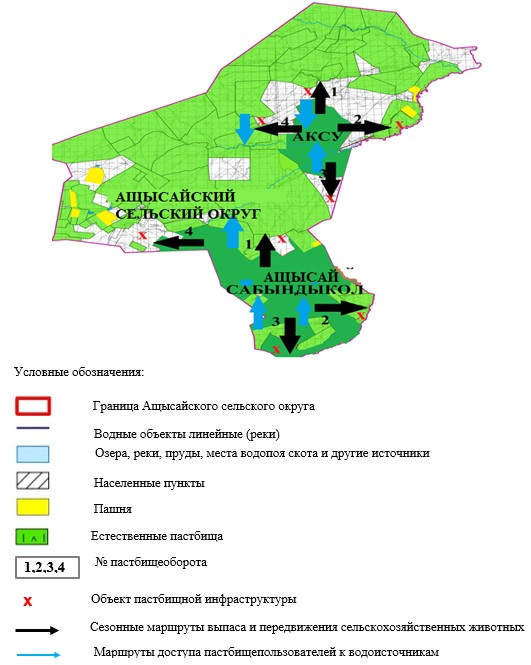 х
1
х
4
2
х
АКСУ
3
х
АЩЫСАЙСКИЙ
СЕЛЬСКИЙ ОКРУГ
4
х
1
х
АЩЫСАЙ
САБЫНДЫКОЛ
3
2
х
х
Условные обозначения:
Граница Ащысайского сельского округа
Водные объекты линейные (реки)
Озера, реки, пруды, места водопоя скота и другие источники
Населенные пункты
Пашня
Естественные пастбища
1,2,3,4 № пастбищеоборота
х Объект пастбищной инфраструктуры
Сезонные маршруты выпаса и передвижения сельскохозяйственных животных
Маршруты доступа пастбищепользователей к водоисточникам